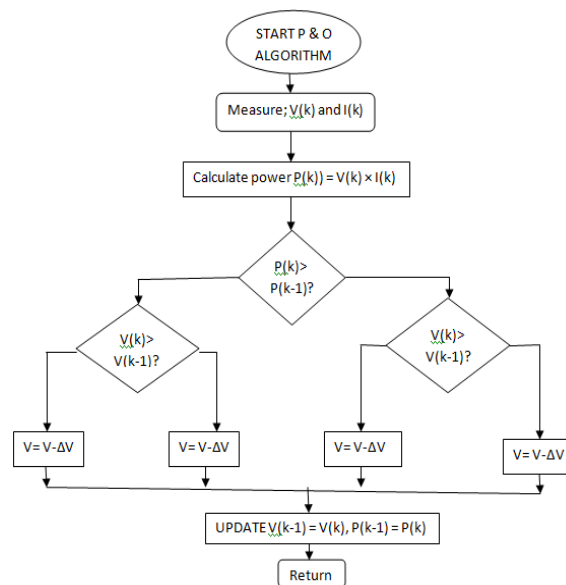 START P & O
ALGORITHM
Measure; V(k) and I(k)
Calculate power P(k)) = V(k) × I(k)
P(k)>
P(k-1)?
V(k)>
V(k-1)?
V(k)>
V(k-1)?
V= V-ΔV
V= V-ΔV
V= V-ΔV
V= V-ΔV
UPDATE V(k-1) = V(k), P(k-1) = P(k)
Return